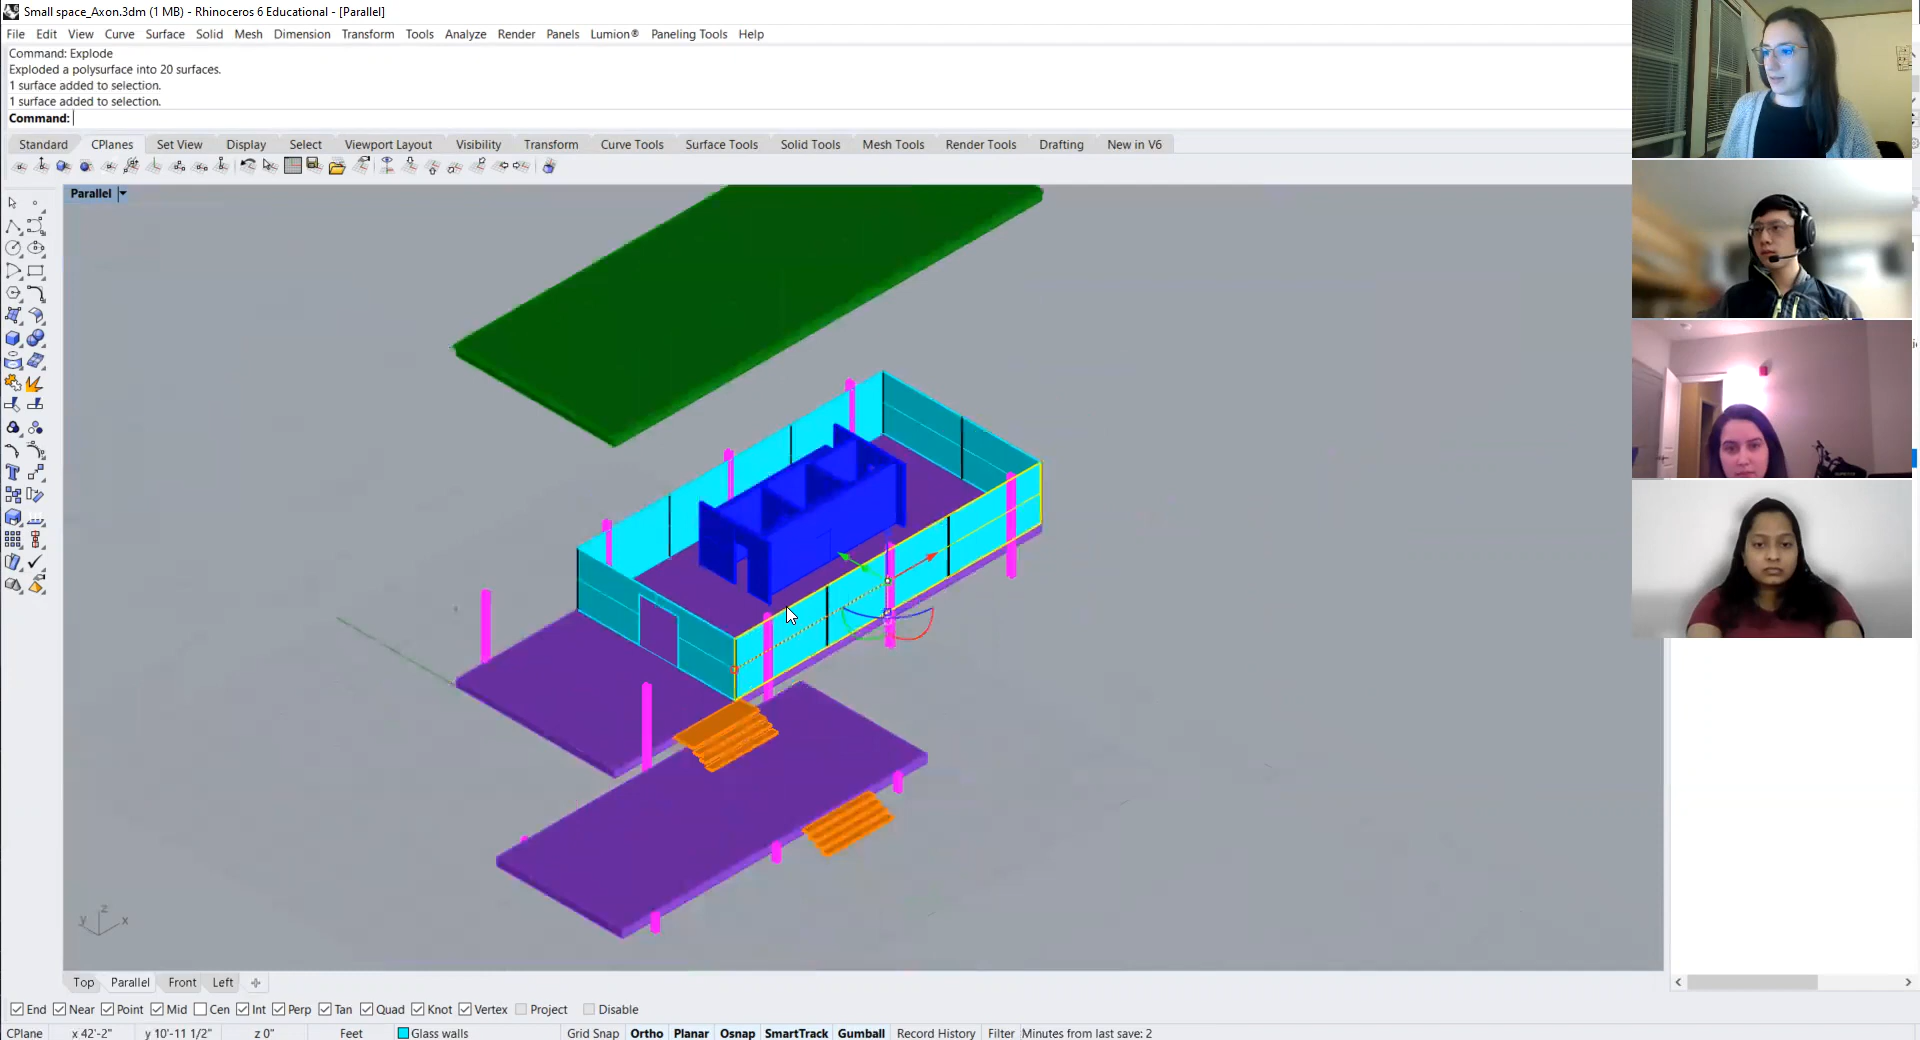 Small space_Axon.3dm (1 MB) - Rhinoceros 6 Educational - [Parallel]
File Edit View Curve Surface Solid Mesh Dimension Transform Tools Analyze Render Panels Lumion® Paneling Tools Help
Command: Explode
Exploded a polysurface into 20 surfaces.
1 surface added to selection.
1 surface added to selection.
Command:
Standard CPlanes Set View Display Select Viewport Layout Visibility Transform Curve Tools Surface Tools Solid Tools Mesh Tools Render Tools Drafting New in V6
Parallel
z
y x
Top Parallel Front Left
End Near Point Mid Cen Int Perp Tan Quad Knot Vertex Project Disable
CPlane x 42'-2" y 10'-11 1/2" z 0" Feet Glass walls Grid Snap Ortho Planar Osnap SmartTrack Gumball Record History Filter Minutes from last save: 2